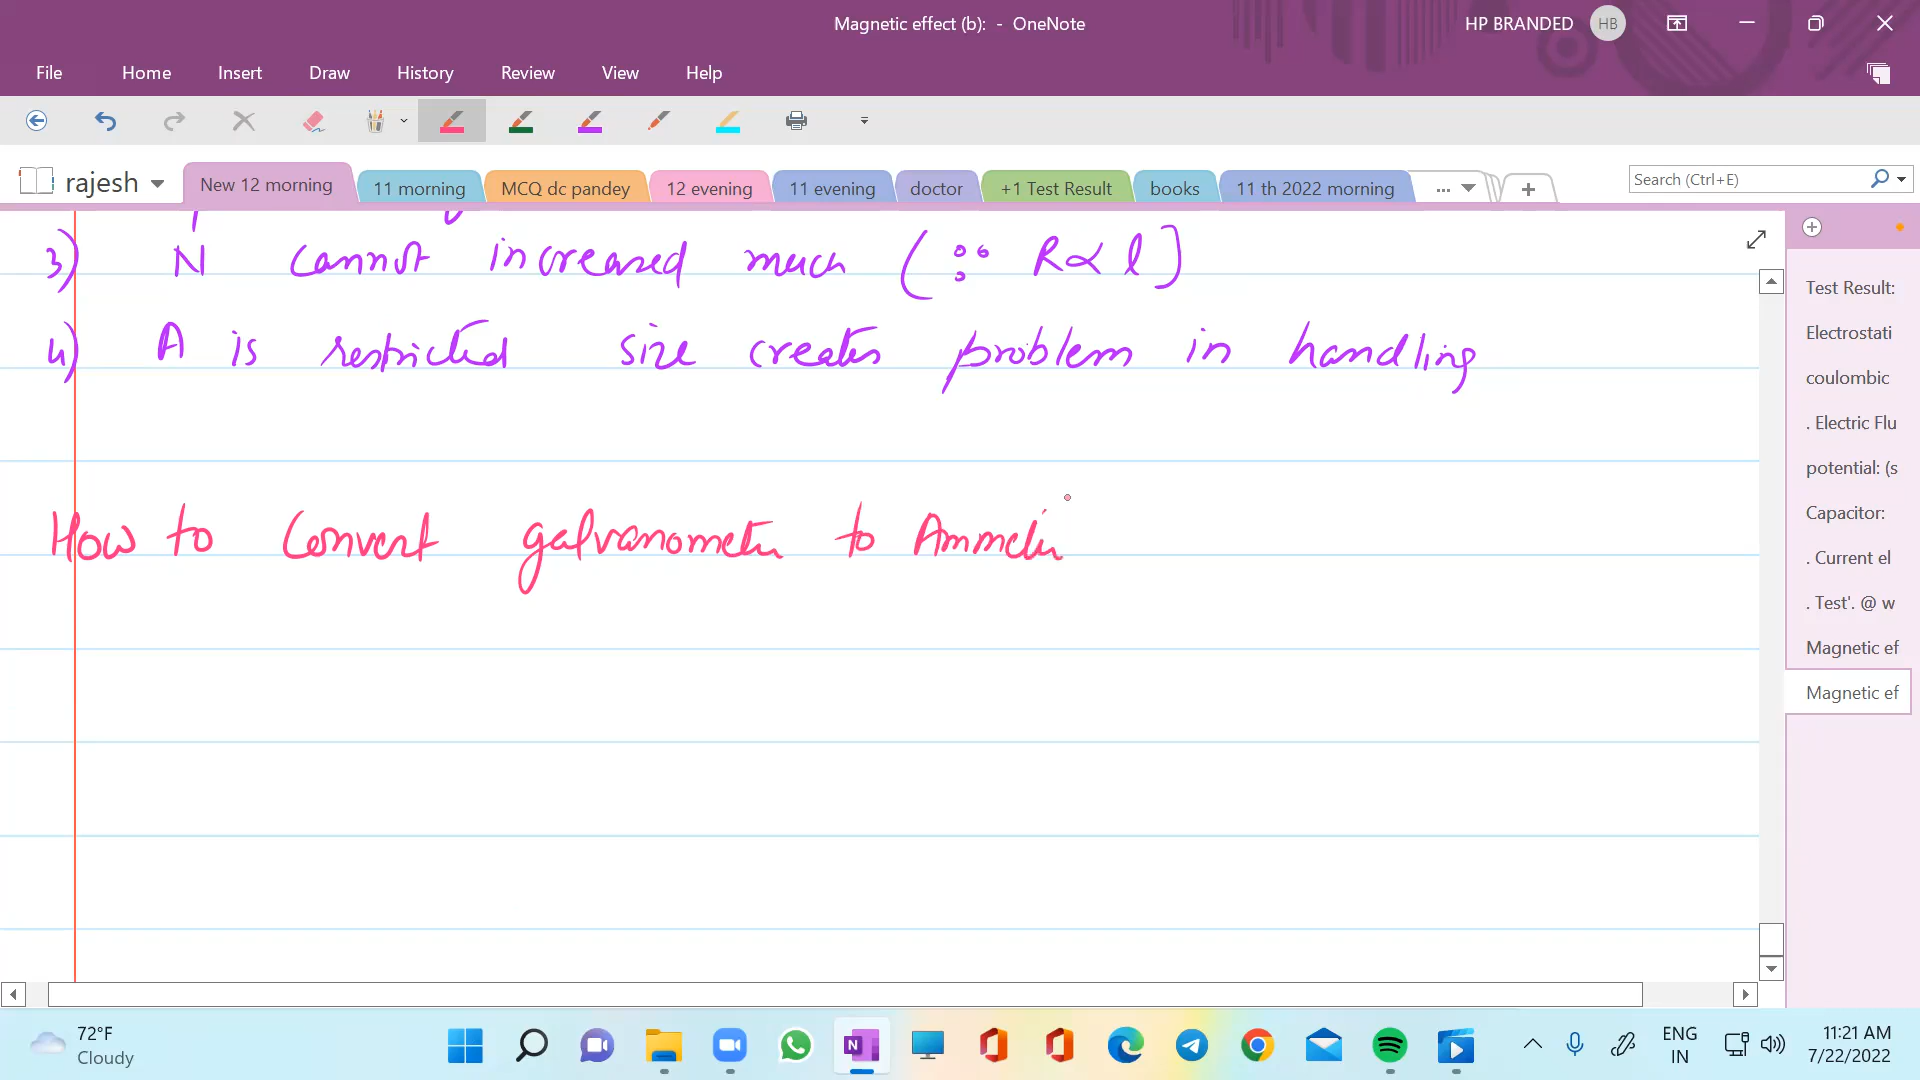 Magnetic effect (b): - OneNote
HP BRANDED
HB
File Home Insert Draw History Review View Help
rajesh
New 12 morning
11 morning
MCQ dc pandey
12 evening
11 evening
doctor
+1 Test Result
books
11 th 2022 morning
...
Search (Ctrl+E)
3) N cannot increased much (∵ R∝ l)
4) A is restricted size creates problem in handling
How to Convert galvanometer to Ammeter
Test Result:
Electrostati
coulombic
. Electric Flu
potential: (s
Capacitor:
. Current el
. Test'. @ w
Magnetic ef
Magnetic ef
72°F
Cloudy
ENG
IN
11:21 AM
7/22/2022